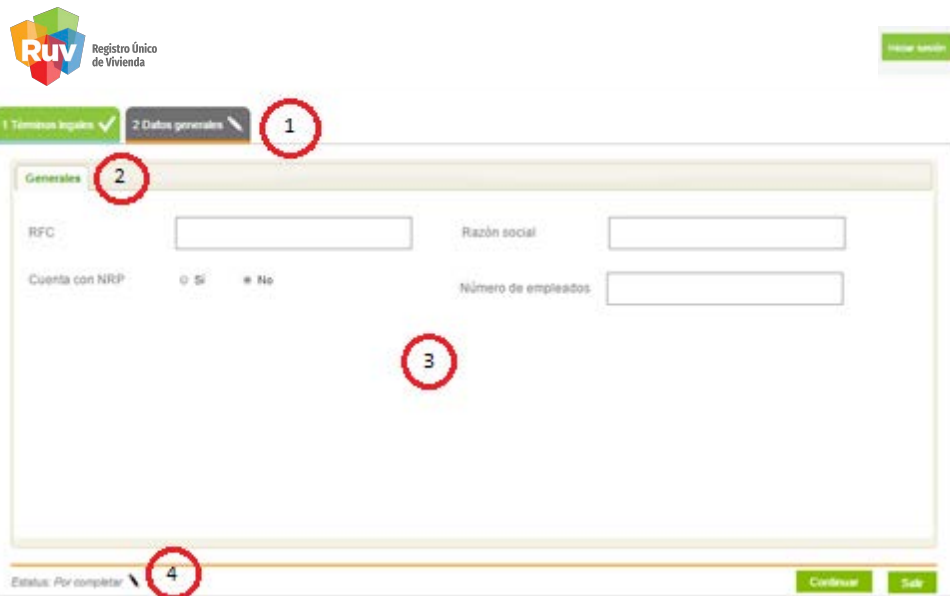 Ruv Registro Único
de Vivienda
Iniciar sesión
1 Términos legales
2 Datos generales
1
Generales
2
RFC
Razón social
Cuenta con NRP
Si
No
Número de empleados
3
Estatus: Por completar
4
Continuar
Salir